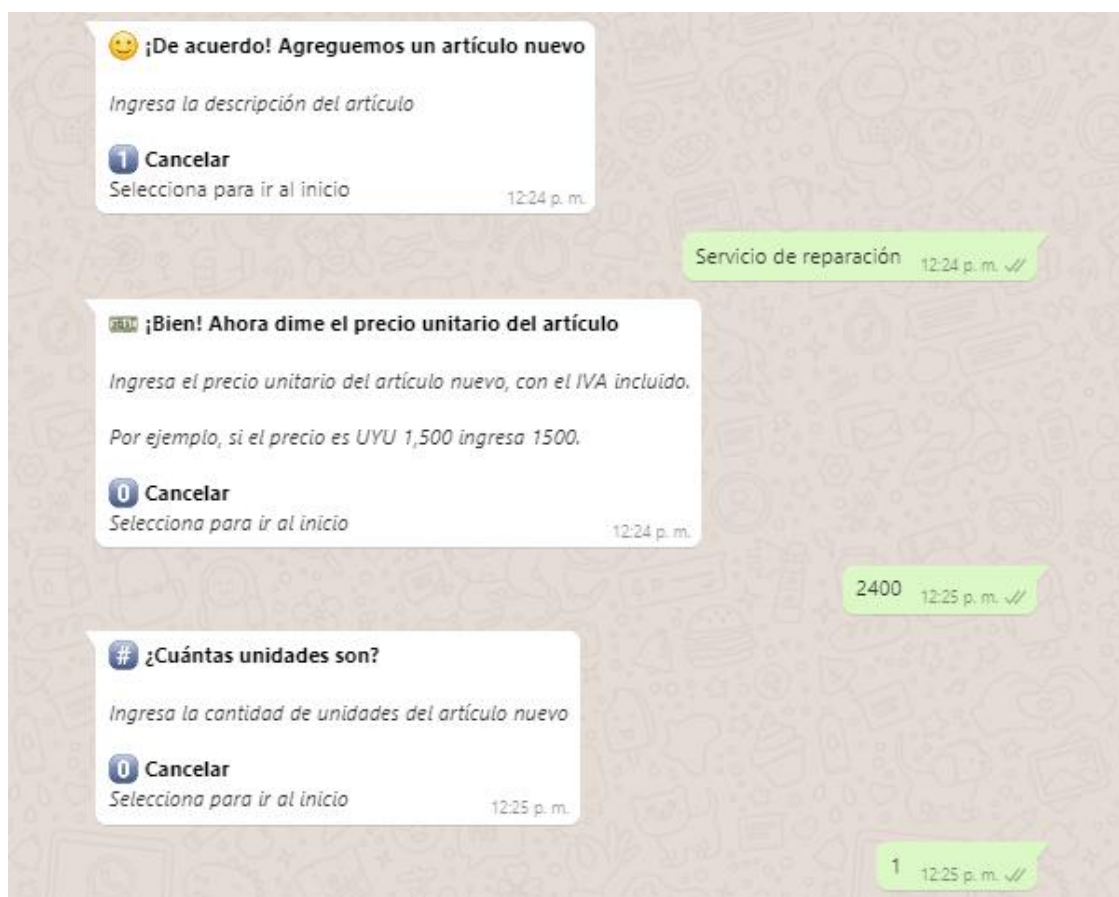 🙂 ¡De acuerdo! Agreguemos un artículo nuevo
Ingresa la descripción del artículo
1 Cancelar
Selecciona para ir al inicio
12:24 p. m.
Servicio de reparación 12:24 p. m.
💵 ¡Bien! Ahora dime el precio unitario del artículo
Ingresa el precio unitario del artículo nuevo, con el IVA incluido.
Por ejemplo, si el precio es UYU 1,500 ingresa 1500.
0 Cancelar
Selecciona para ir al inicio
12:24 p. m.
2400 12:25 p. m.
# ¿Cuántas unidades son?
Ingresa la cantidad de unidades del artículo nuevo
0 Cancelar
Selecciona para ir al inicio
12:25 p. m.
1 12:25 p. m.